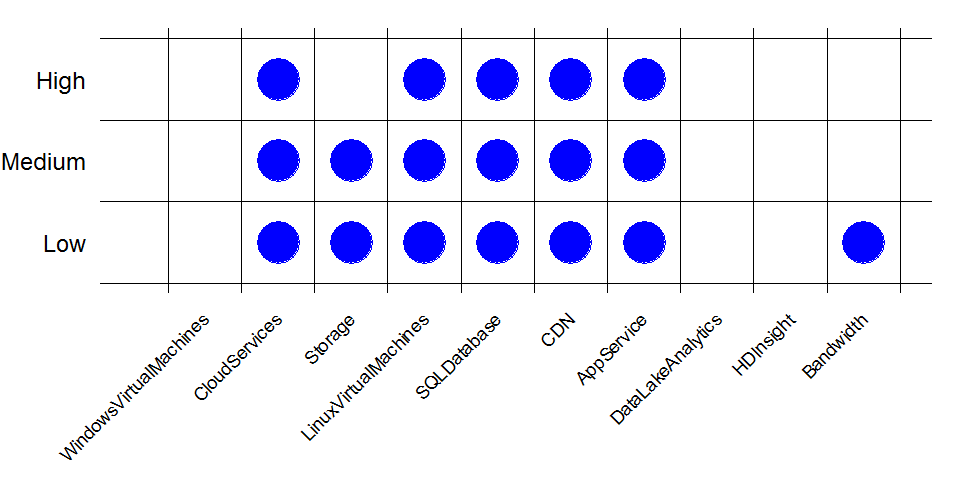 High
Medium
Low
WindowsVirtualMachines
CloudServices
Storage
LinuxVirtualMachines
SQLDatabase
CDN
AppService
DataLakeAnalytics
HDInsight
Bandwidth